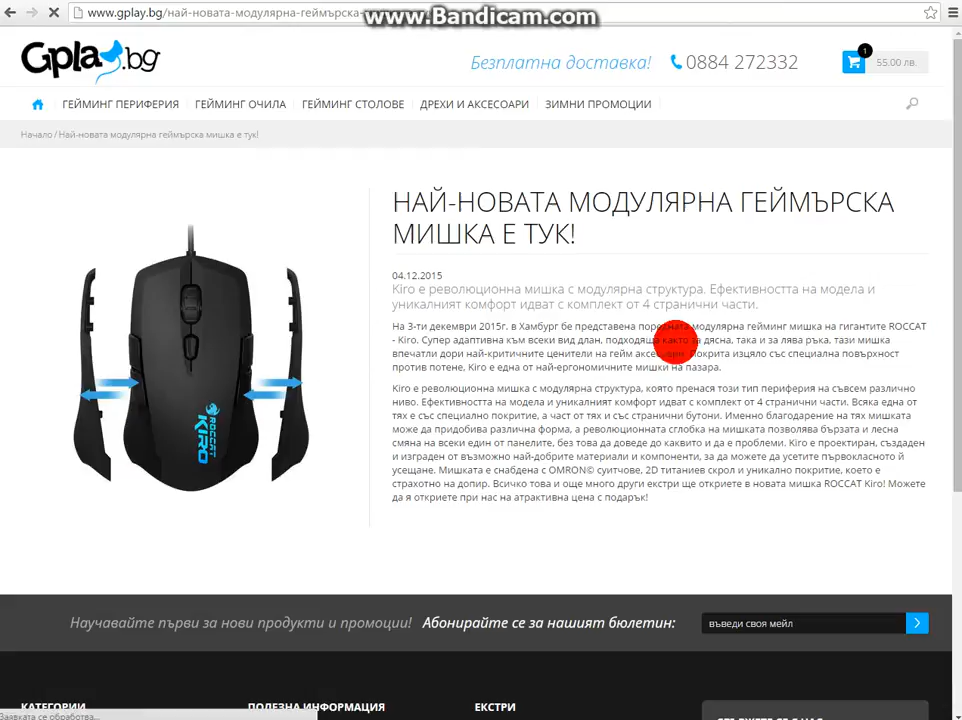 www.gplay.bg/най-новата-модулярна-геймърска-
www.Bandicam.com
Gplay.bg
Безплатна доставка!
0884 272332
1
55.00 лв.
ГЕЙМИНГ ПЕРИФЕРИЯ
ГЕЙМИНГ ОЧИЛА
ГЕЙМИНГ СТОЛОВЕ
ДРЕХИ И АКСЕСОАРИ
ЗИМНИ ПРОМОЦИИ
Начало / Най-новата модулярна геймърска мишка е тук!
НАЙ-НОВАТА МОДУЛЯРНА ГЕЙМЪРСКА
МИШКА Е ТУК!
04.12.2015
Kiro е революционна мишка с модулярна структура. Ефективността на модела и
уникалният комфорт идват с комплект от 4 странични части.
На 3-ти декември 2015г. в Хамбург бе представена поредната модулярна гейминг мишка на гигантите ROCCAT
- Kiro. Супер адаптивна към всеки вид длан, подходяща както за дясна, така и за лява ръка, тази мишка
впечатли дори най-критичните ценители на гейм Покрита изцяло със специална повърхност
против потене, Kiro е една от най-ергономичните мишки на пазара.
Kiro е революционна мишка с модулярна структура, която пренася този тип периферия на съвсем различно
ниво. Ефективността на модела и уникалният комфорт идват с комплект от 4 странични части. Всяка една от
тях е със специално покритие, а част от тях и със странични бутони. Именно благодарение на тях мишката
може да придобива различна форма, а революционната сглобка на мишката позволява бързата и лесна
смяна на всеки един от панелите, без това да доведе до каквито и да е проблеми. Kiro е проектиран, създаден
и изграден от възможно най-добрите материали и компоненти, за да можете да усетите първокласното й
усещане. Мишката е снабдена с OMRON© суитчове, 2D титаниев скрол и уникално покритие, което е
страхотно на допир. Всичко това и още много други екстри ще откриете в новата мишка ROCCAT Kiro! Можете
да я откриете при нас на атрактивна цена с подарък!
ROCCAT
KIRO
Научавайте първи за нови продукти и промоции! Абонирайте се за нашият бюлетин:
въведи своя мейл
КАТЕГОРИИ
ПОЛЕЗНА ИНФОРМАЦИЯ
ЕКСТРИ
Заявката се обработва...